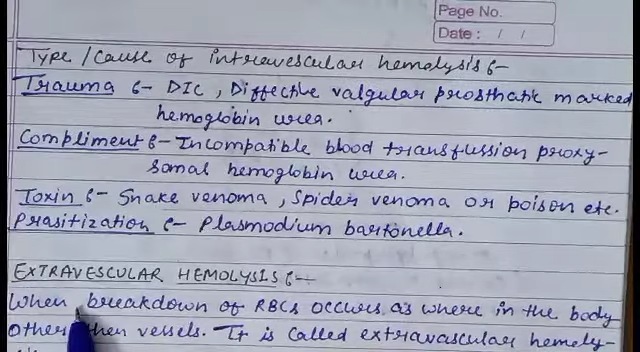 Page No.
Date : / /
Type / Cause of intravescular hemolysis :-
Trauma :- DIC, Diffective valgular prosthatic marked
hemoglobin urea.
Compliment :- Incompatible blood transfussion proxy-
somal hemoglobin urea.
Toxin :- Snake venoma, Spider venoma or poison etc.
Prasitization :- Plasmodium bartonella.
EXTRAVESCULAR HEMOLYSIS :-
When breakdown of RBCs occurs as where in the body
Other then vessels. It is called extravascular hemoly-